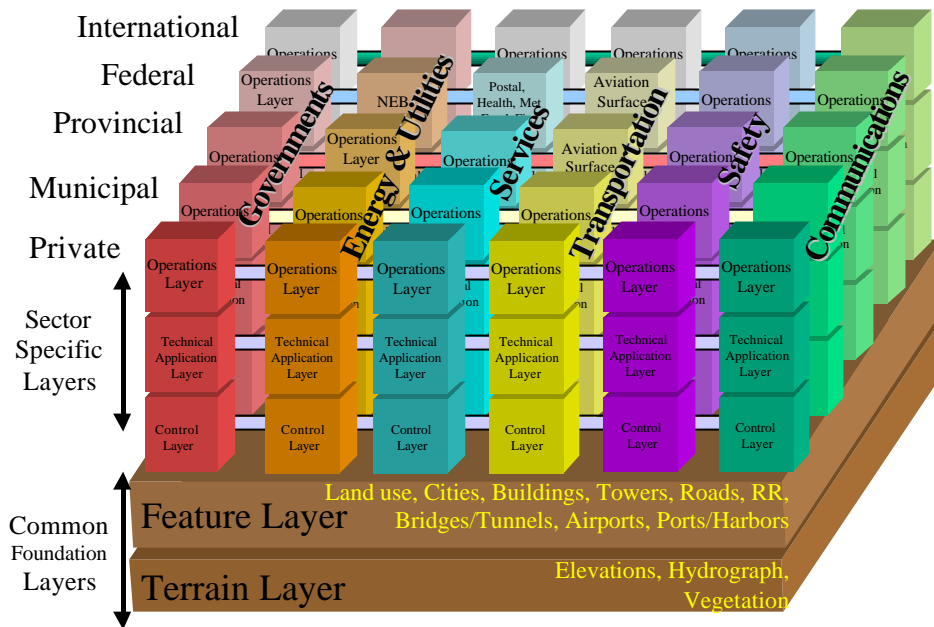 International
Operations
Operations
Operations
Operations
Federal
Operations
Layer
NEB
Postal,
Health, Met
Aviation
Surface
Operations
Operations
Provincial
Operations
Operations
Layer
Operations
Aviation
Surface
Operations
Operations
Municipal
Operations
Operations
Operations
Operations
Operations
Governments
Energy & Utilities
Services
Transportation
Safety
Communications
Private
Operations
Layer
Operations
Layer
Operations
Layer
Operations
Layer
Operations
Layer
Operations
Layer
Sector
Specific
Layers
Technical
Application
Layer
Technical
Application
Layer
Technical
Application
Layer
Technical
Application
Layer
Technical
Application
Layer
Technical
Application
Layer
Control
Layer
Control
Layer
Control
Layer
Control
Layer
Control
Layer
Control
Layer
Common
Foundation
Layers
Feature Layer
Land use, Cities, Buildings, Towers, Roads, RR,
Bridges/Tunnels, Airports, Ports/Harbors
Terrain Layer
Elevations, Hydrograph,
Vegetation